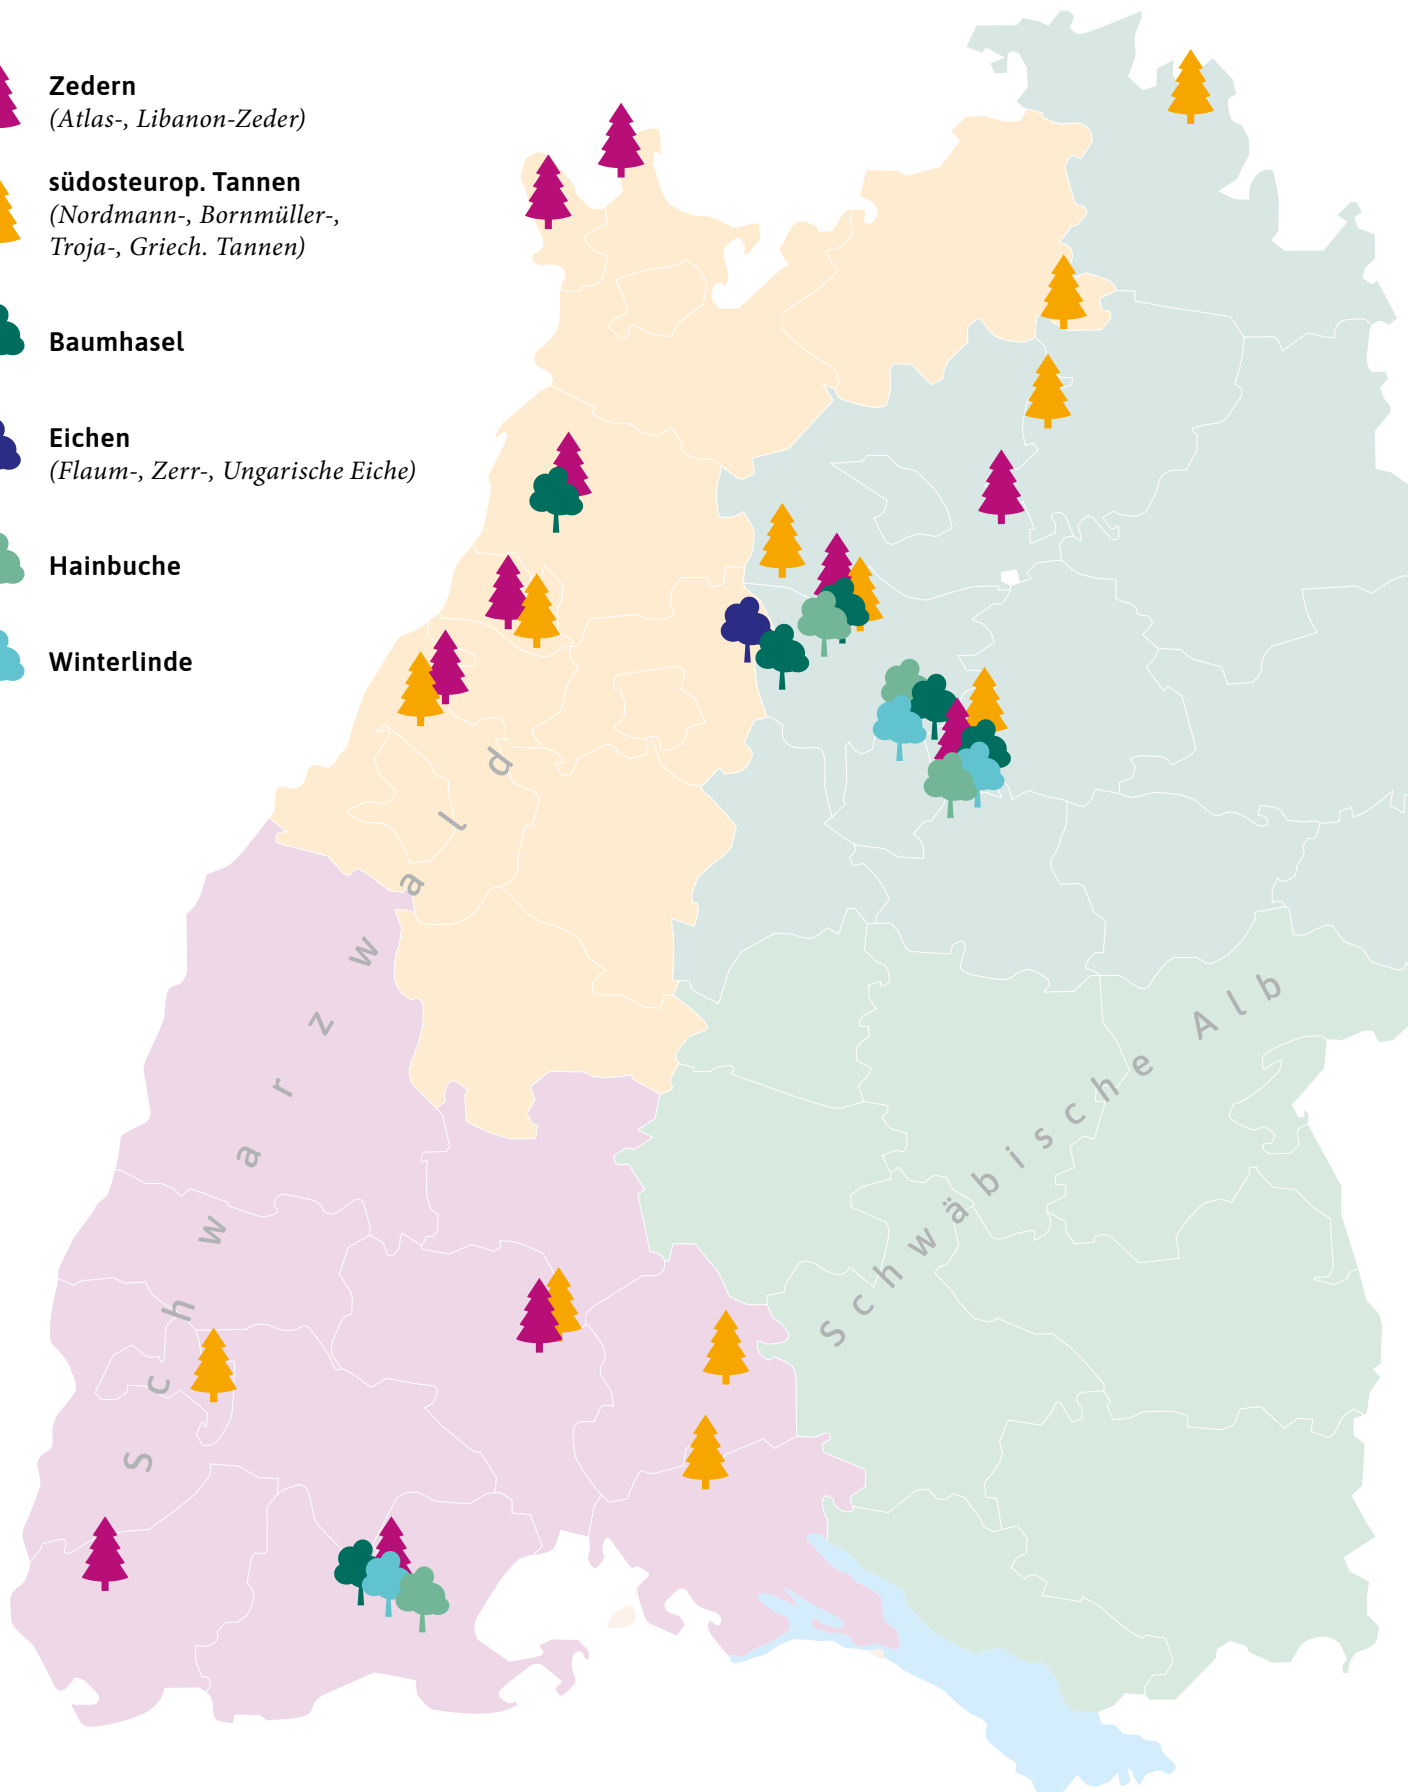 Zedern
(Atlas-, Libanon-Zeder)
südosteurop. Tannen
(Nordmann-, Bornmüller-,
Troja-, Griech. Tannen)
Baumhasel
Eichen
(Flaum-, Zerr-, Ungarische Eiche)
Hainbuche
Winterlinde
Schwarzwald
Schwäbische Alb